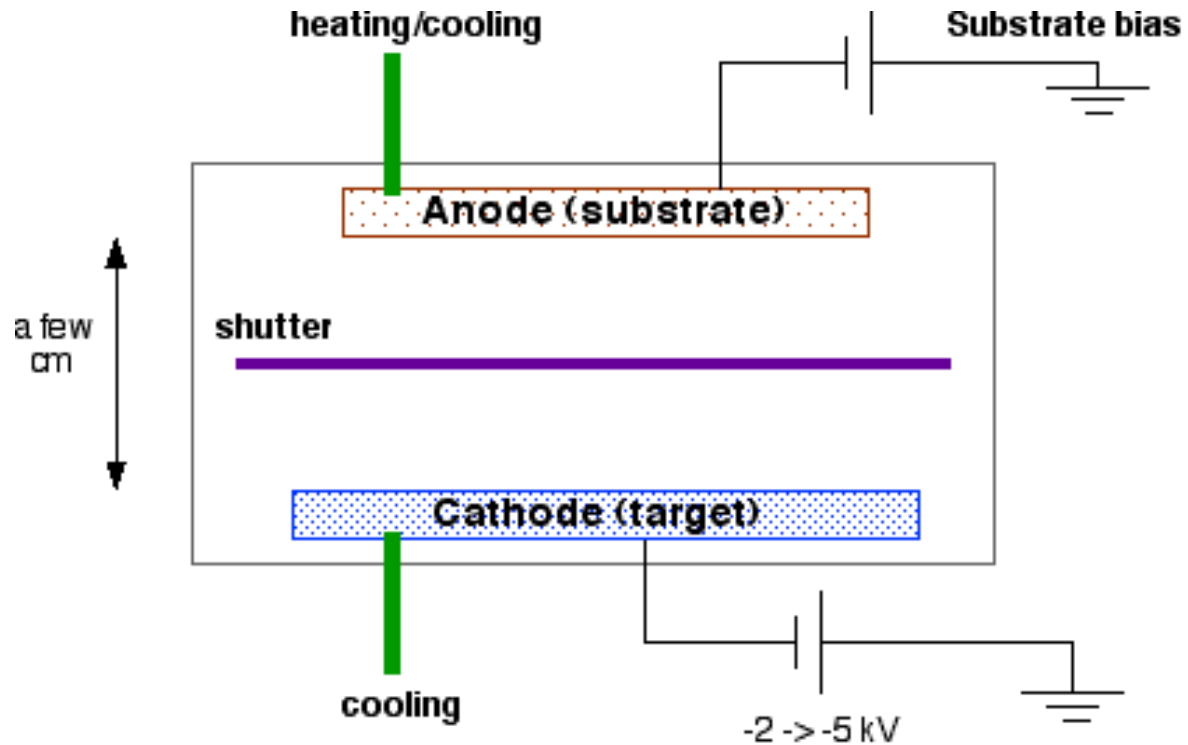 heating/cooling
Substrate bias
Anode (substrate)
a few
cm
shutter
Cathode (target)
cooling
-2 -> -5 kV